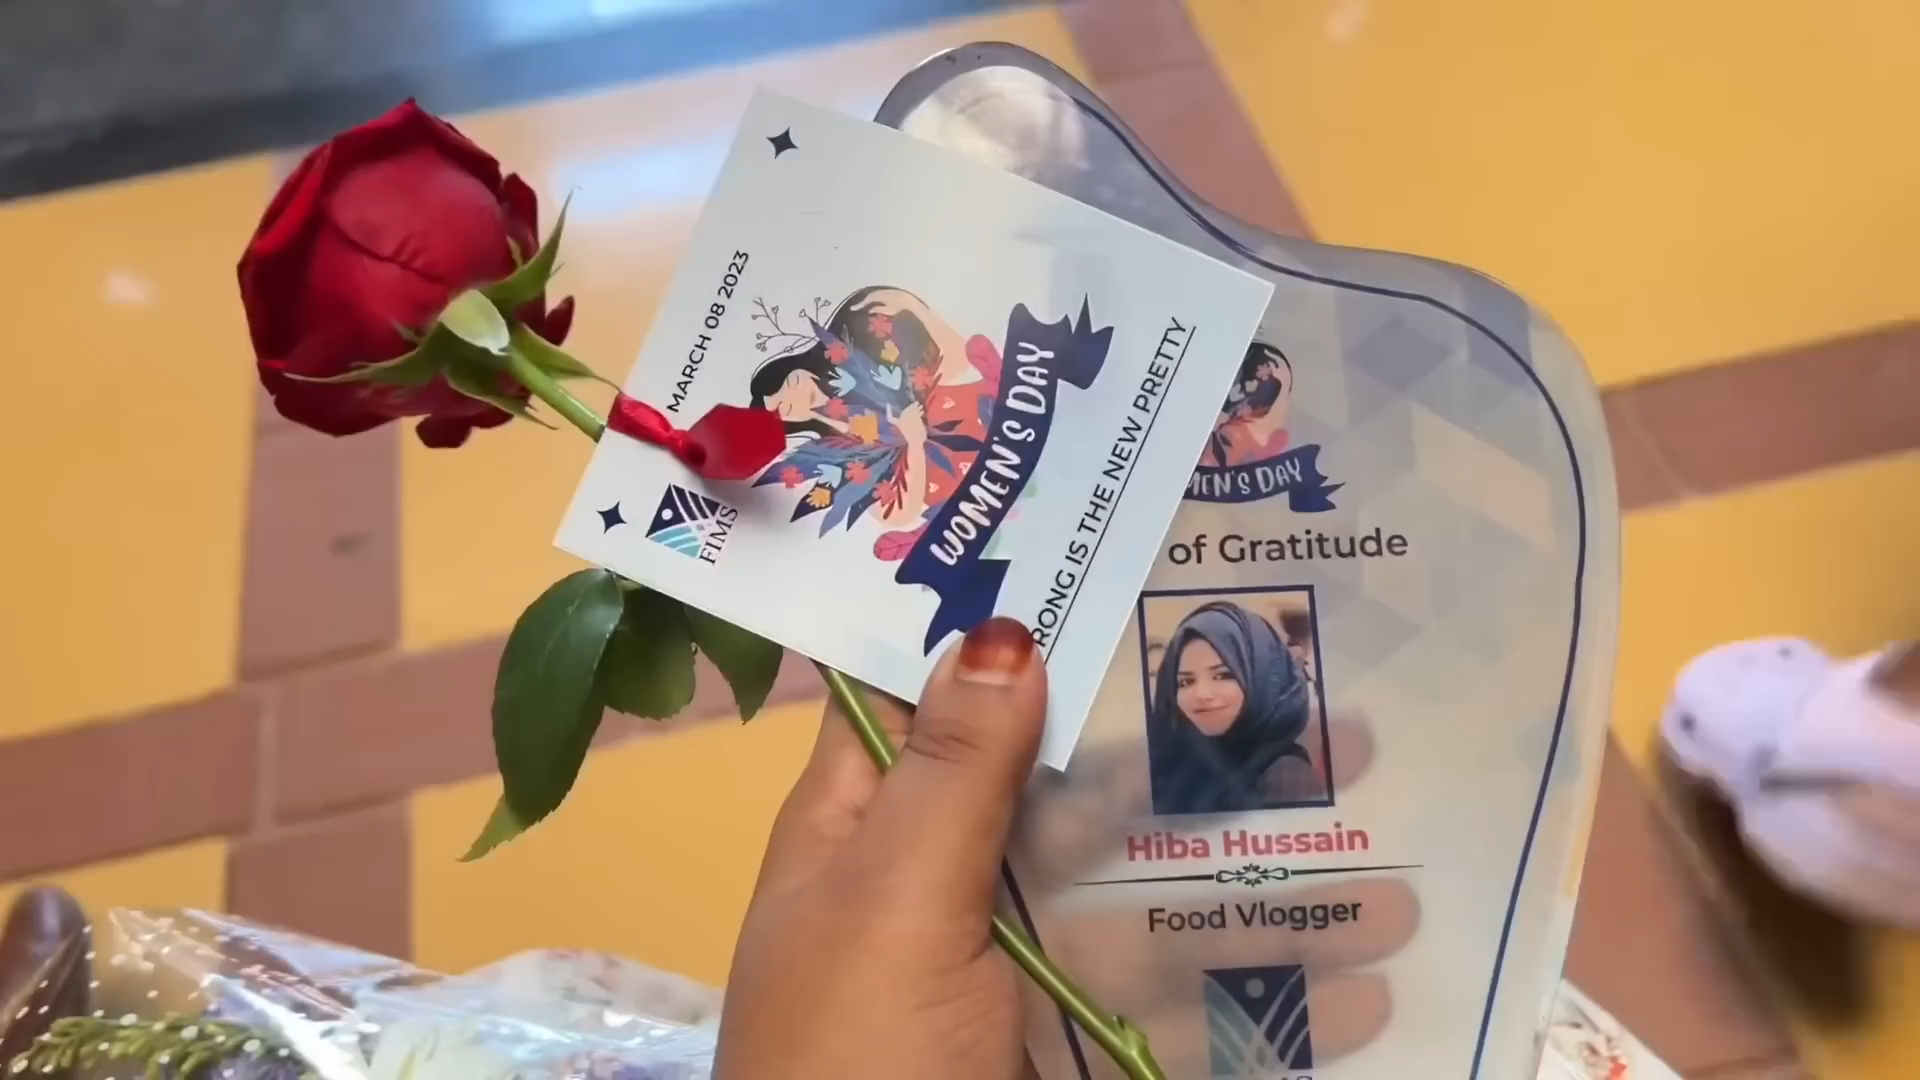 MARCH 08 2023
FIMS
WOMEN'S DAY
RONG IS THE NEW PRETTY
MEN'S DAY
of Gratitude
Hiba Hussain
Food Vlogger